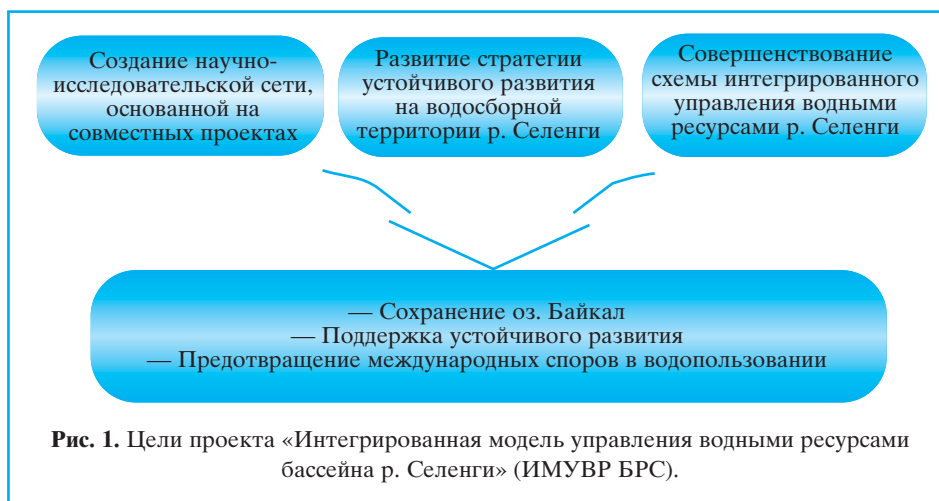 Создание научно-
исследовательской сети,
основанной на
совместных проектах
Развитие стратегии
устойчивого развития
на водосборной
территории р. Селенги
Совершенствование
схемы интегрированного
управления водными
ресурсами р. Селенги
— Сохранение оз. Байкал
— Поддержка устойчивого развития
— Предотвращение международных споров в водопользовании
Рис. 1. Цели проекта «Интегрированная модель управления водными ресурсами
бассейна р. Селенги» (ИМУВР БРС).